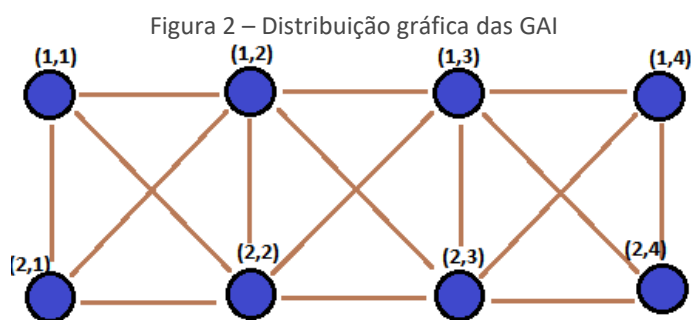 Figura 2 – Distribuição gráfica das GAI
(1,1) (1,2) (1,3) (1,4)
(2,1) (2,2) (2,3) (2,4)